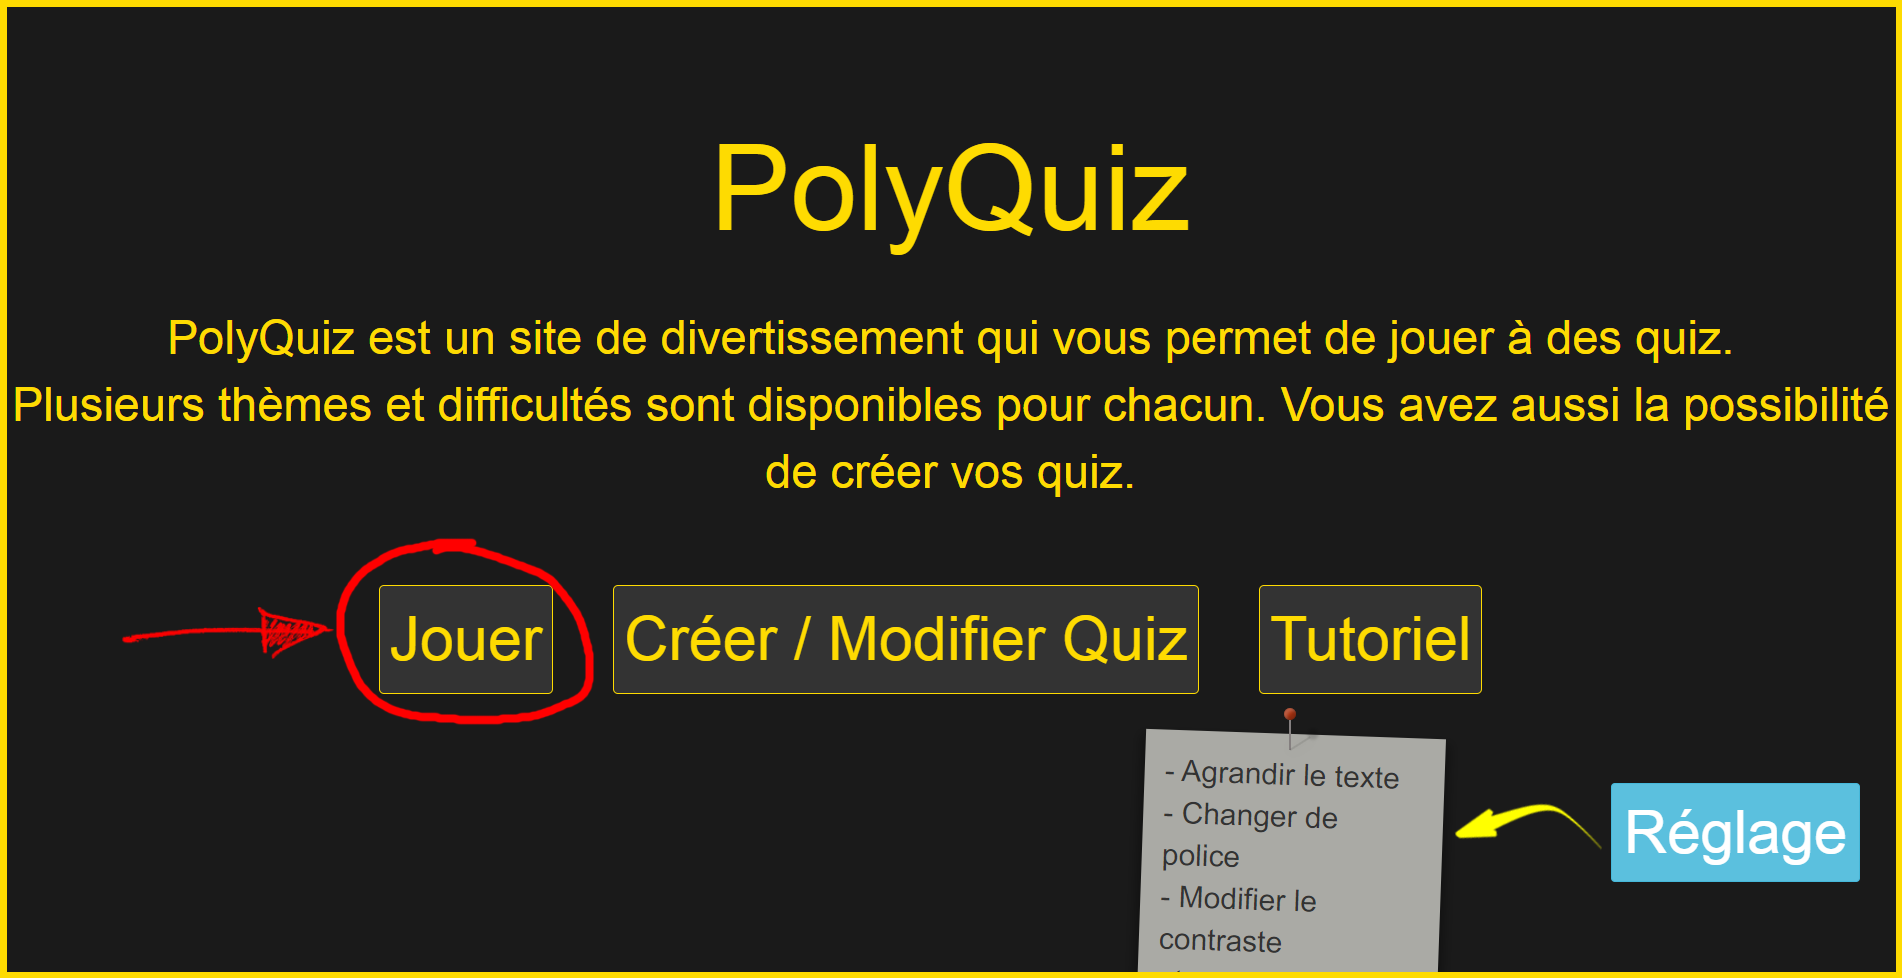 PolyQuiz
PolyQuiz est un site de divertissement qui vous permet de jouer à des quiz.
Plusieurs thèmes et difficultés sont disponibles pour chacun. Vous avez aussi la possibilité
de créer vos quiz.
Jouer
Créer / Modifier Quiz
Tutoriel
- Agrandir le texte
- Changer de
police
- Modifier le
contraste
Réglage